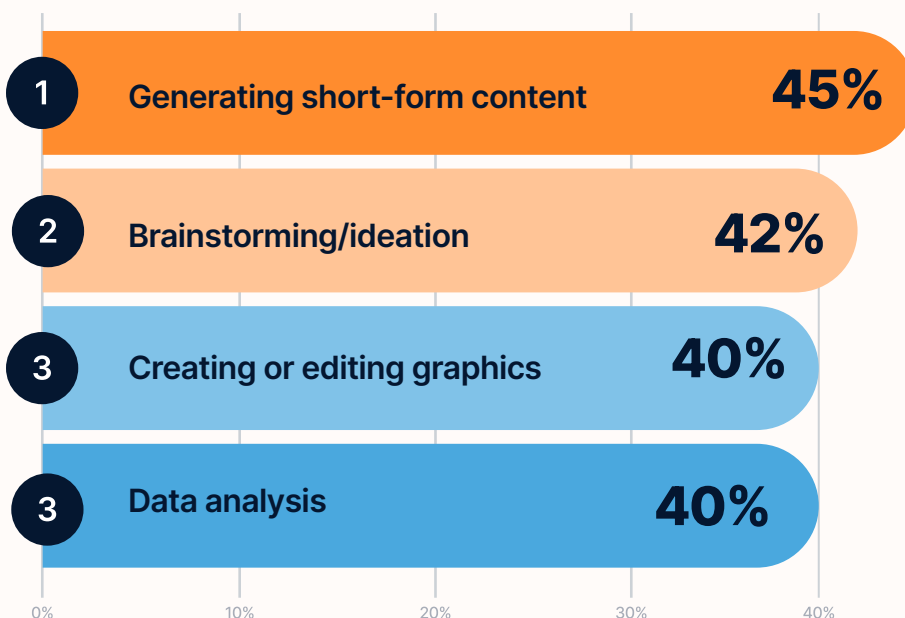 1 Generating short-form content 45%
2 Brainstorming/ideation 42%
3 Creating or editing graphics 40%
3 Data analysis 40%
0% 10% 20% 30% 40%